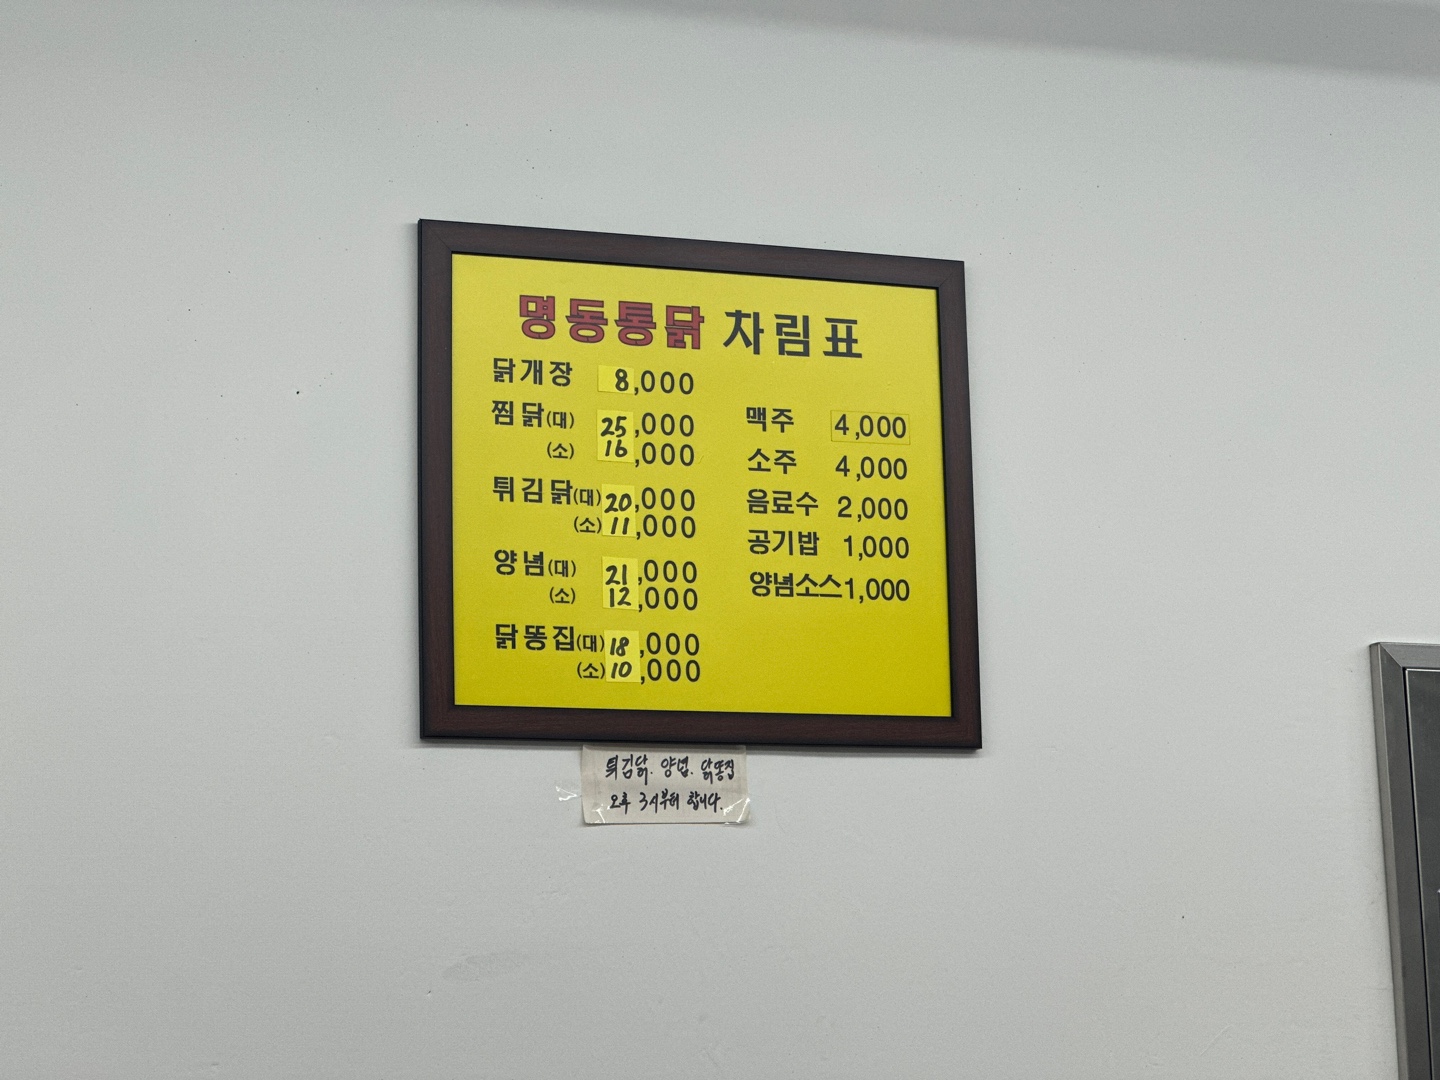 명동통닭 차림표
닭개장 8,000
찜닭(대) 25,000
(소) 16,000
튀김닭(대) 20,000
(소) 11,000
양념(대) 21,000
(소) 12,000
닭똥집(대) 18,000
(소) 10,000
맥주 4,000
소주 4,000
음료수 2,000
공기밥 1,000
양념소스 1,000
튀김닭. 양념. 닭똥집
오후 3시부터 합니다.